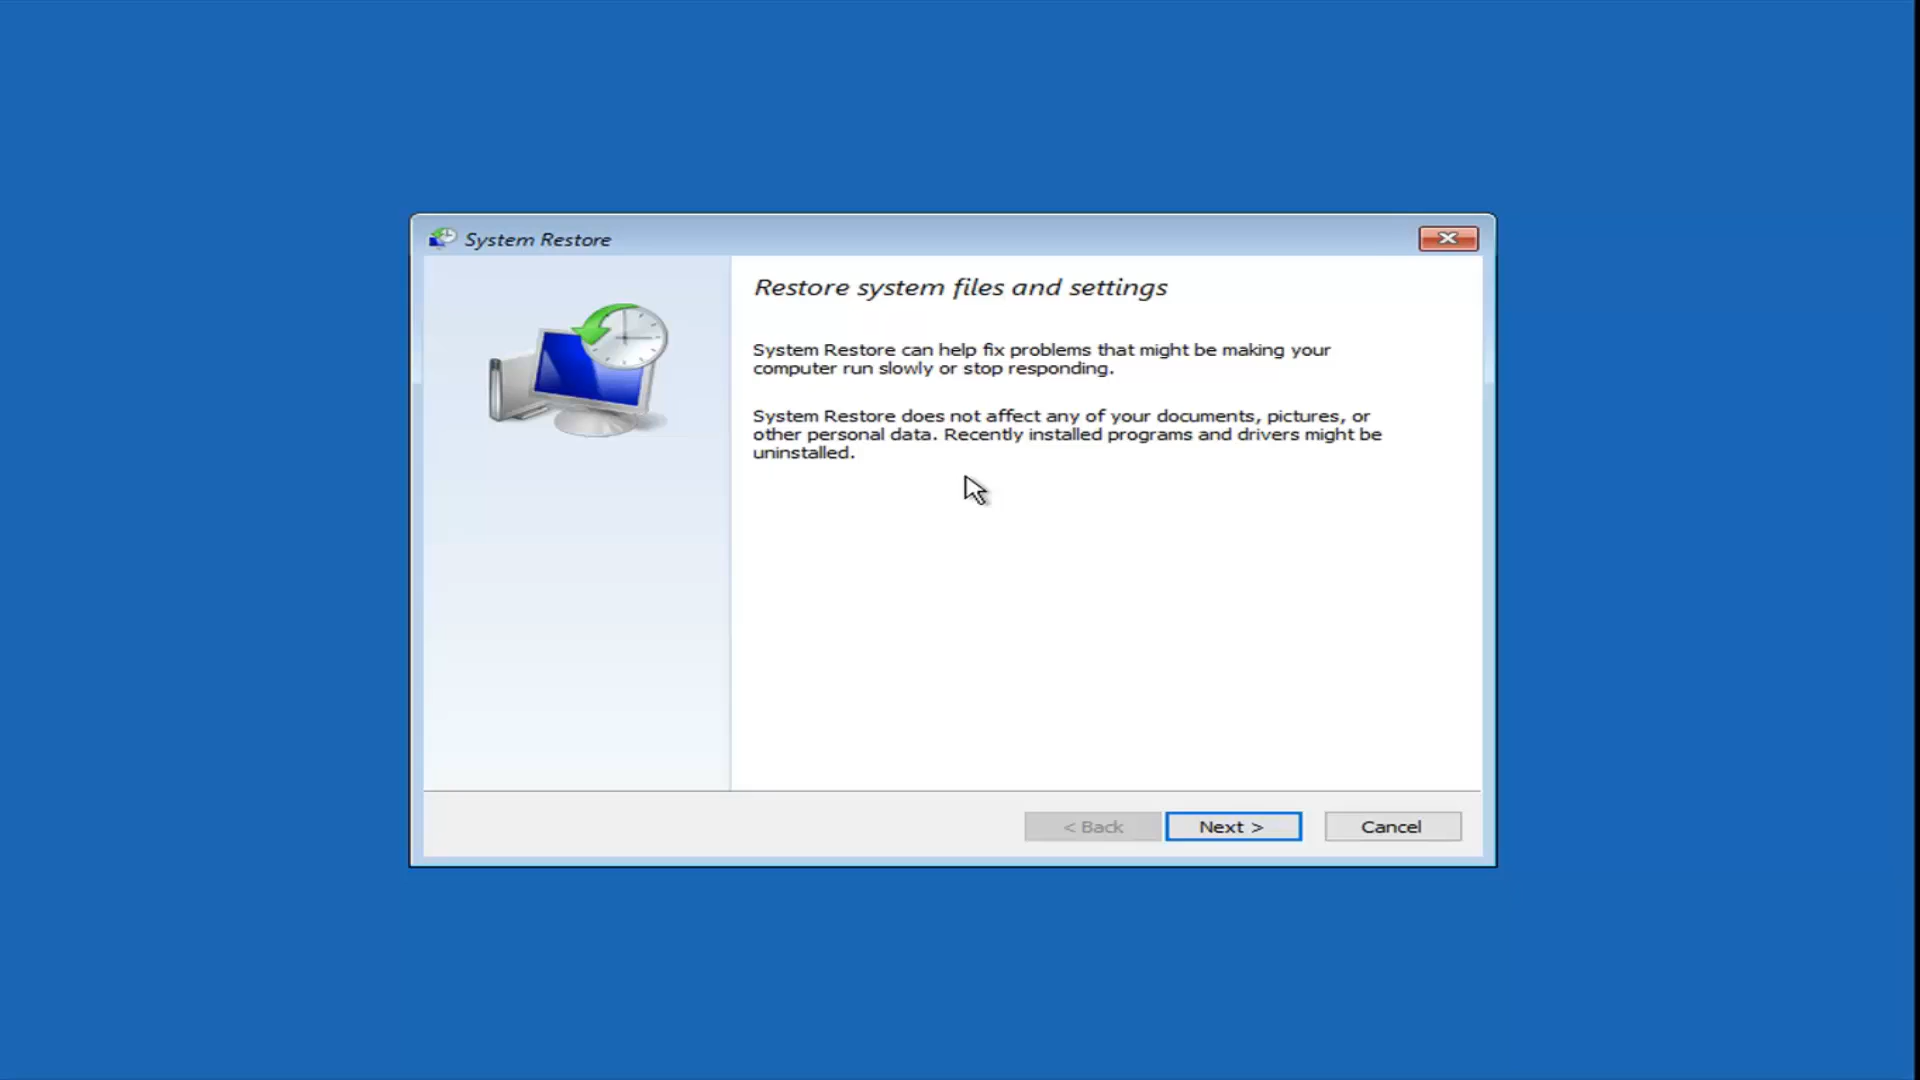 System Restore
Restore system files and settings
System Restore can help fix problems that might be making your
computer run slowly or stop responding.
System Restore does not affect any of your documents, pictures, or
other personal data. Recently installed programs and drivers might be
uninstalled.
< Back
Next >
Cancel